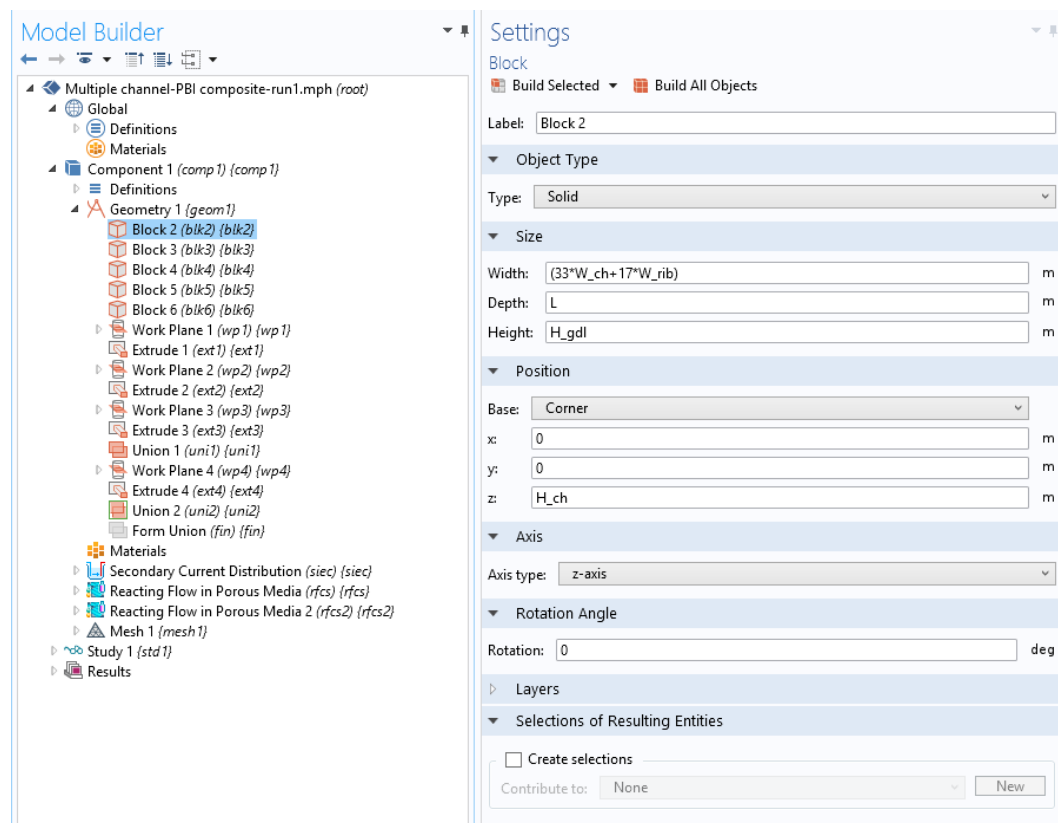 Model Builder
Multiple channel-PBI composite-run1.mph (root)
Global
Definitions
Materials
Component 1 (comp1) {comp1}
Definitions
Geometry 1 {geom1}
Block 2 (blk2) {blk2}
Block 3 (blk3) {blk3}
Block 4 (blk4) {blk4}
Block 5 (blk5) {blk5}
Block 6 (blk6) {blk6}
Work Plane 1 (wp1) {wp1}
Extrude 1 (ext1) {ext1}
Work Plane 2 (wp2) {wp2}
Extrude 2 (ext2) {ext2}
Work Plane 3 (wp3) {wp3}
Extrude 3 (ext3) {ext3}
Union 1 (uni1) {uni1}
Work Plane 4 (wp4) {wp4}
Extrude 4 (ext4) {ext4}
Union 2 (uni2) {uni2}
Form Union (fin) {fin}
Materials
Secondary Current Distribution (siec) {siec}
Reacting Flow in Porous Media (rfcs) {rfcs}
Reacting Flow in Porous Media 2 (rfcs2) {rfcs2}
Mesh 1 {mesh1}
Study 1 {std1}
Results
Settings
Block
Build Selected Build All Objects
Label: Block 2
Object Type
Type: Solid
Size
Width: (33*W_ch+17*W_rib) m
Depth: L m
Height: H_gdl m
Position
Base: Corner
x: 0 m
y: 0 m
z: H_ch m
Axis
Axis type: z-axis
Rotation Angle
Rotation: 0 deg
Layers
Selections of Resulting Entities
Create selections
Contribute to: None New